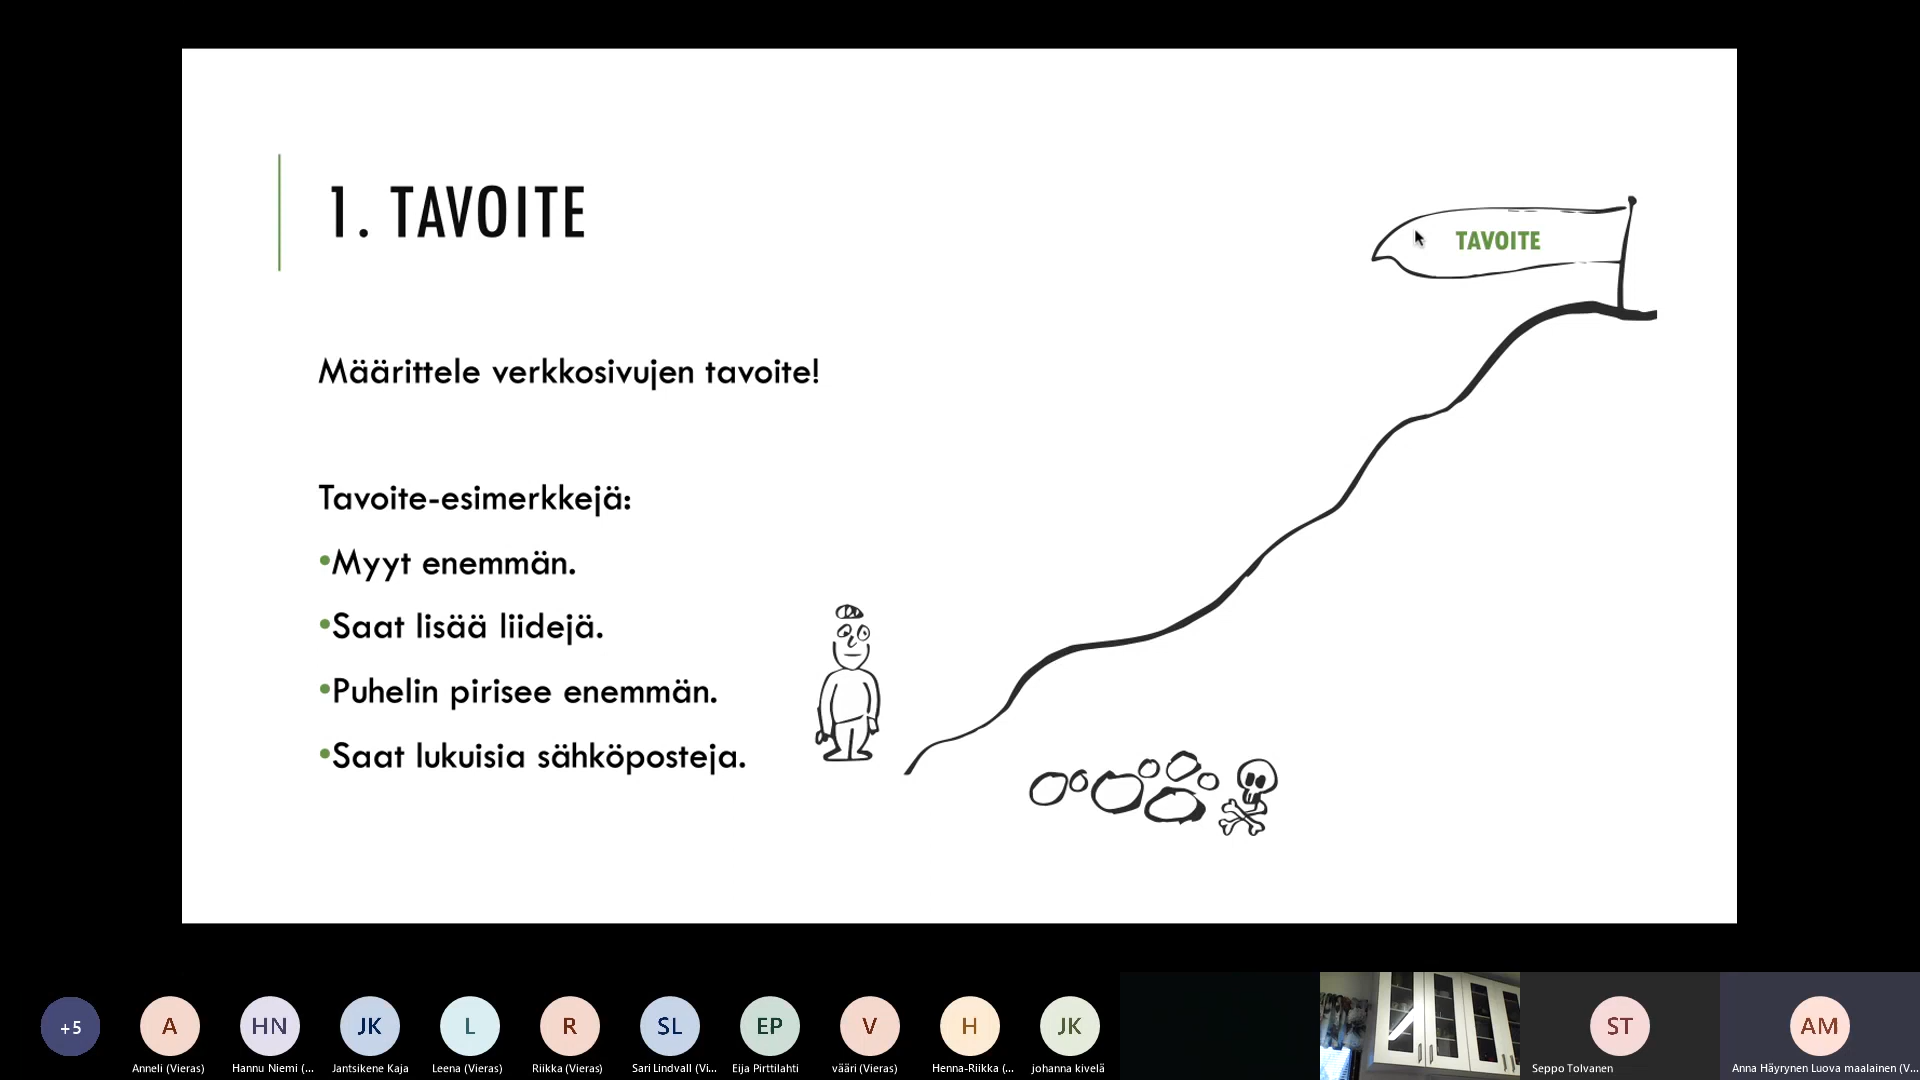 1. TAVOITE
TAVOITE
Määrittele verkkosivujen tavoite!
Tavoite-esimerkkejä:
•Myyt enemmän.
•Saat lisää liidejä.
•Puhelin pirisee enemmän.
•Saat lukuisia sähköposteja.
+5
A
HN
JK
L
R
SL
EP
V
H
JK
ST
AM
Anneli (Vieras)
Hannu Niemi (...
Jantsikene Kaja
Leena (Vieras)
Riikka (Vieras)
Sari Lindvall (Vi...
Eija Pirttilahti
vääri (Vieras)
Henna-Riikka (...
johanna kivelä
Seppo Tolvanen
Anna Häyrynen Luova maalainen (V...